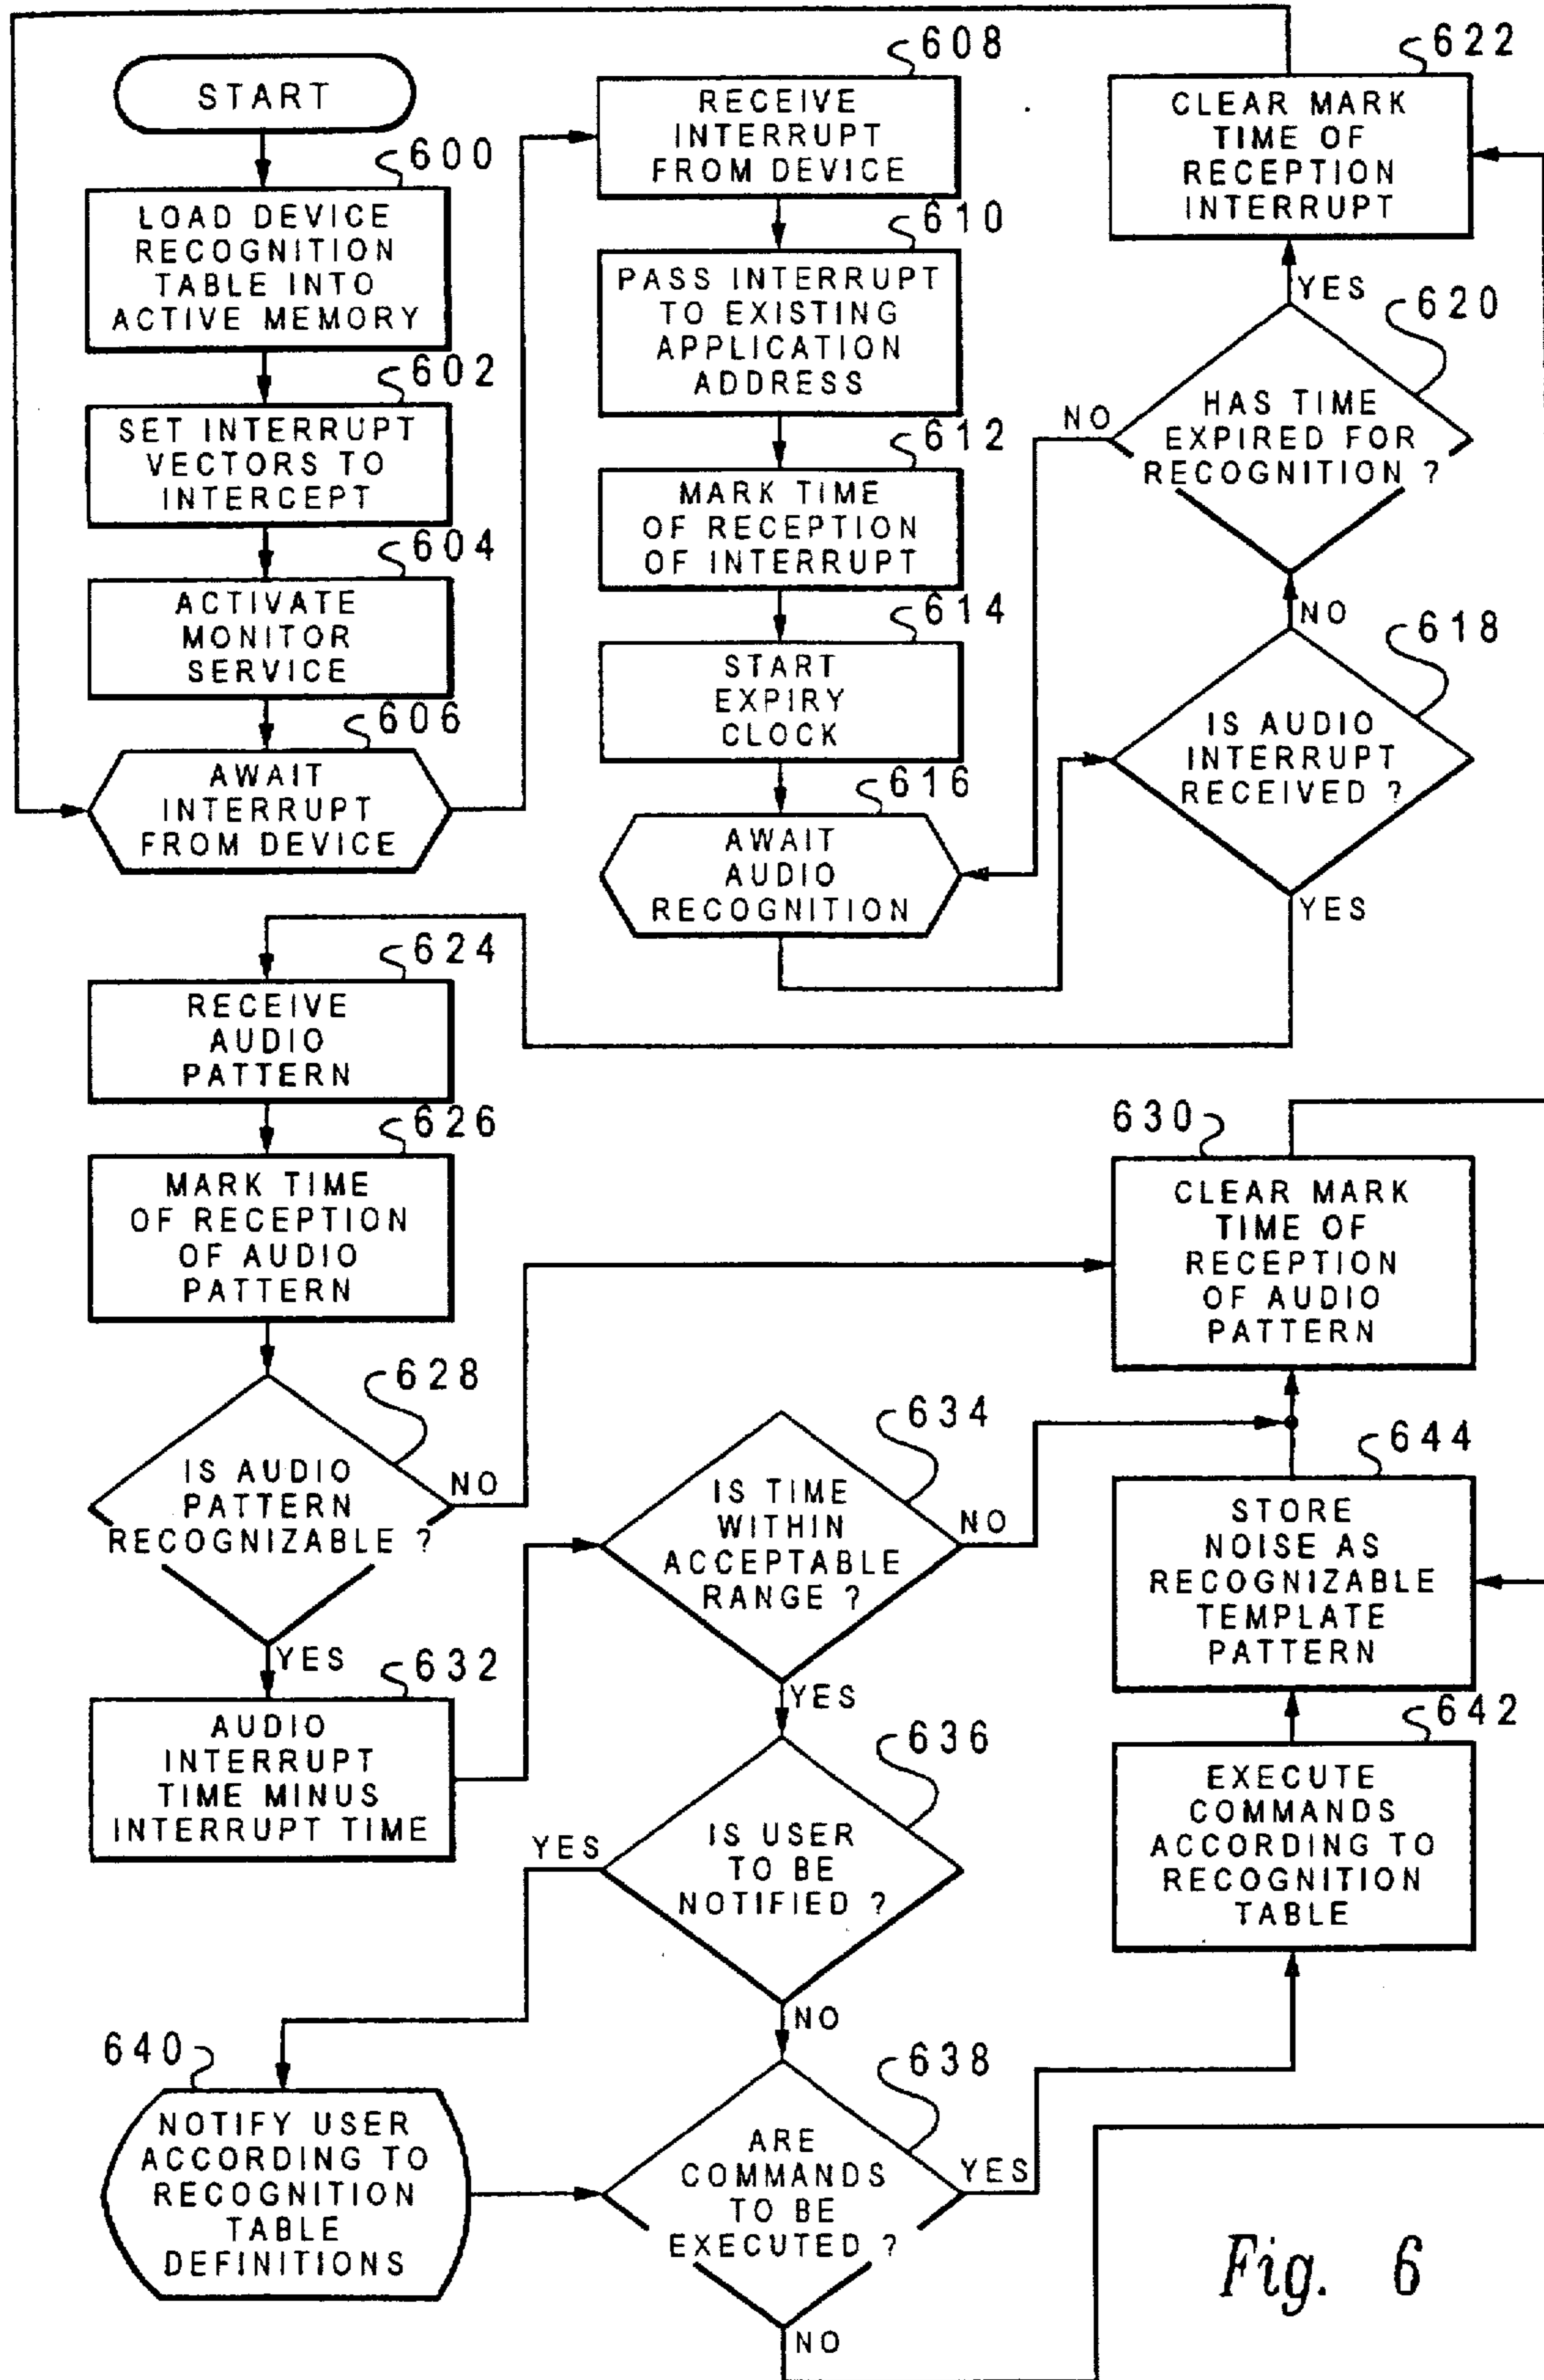 START
600
LOAD DEVICE
RECOGNITION
TABLE INTO
ACTIVE MEMORY
602
SET INTERRUPT
VECTORS TO
INTERCEPT
604
ACTIVATE
MONITOR
SERVICE
606
AWAIT
INTERRUPT
FROM DEVICE
608
RECEIVE
INTERRUPT
FROM DEVICE
610
PASS INTERRUPT
TO EXISTING
APPLICATION
ADDRESS
612
MARK TIME
OF RECEPTION
OF INTERRUPT
614
START
EXPIRY
CLOCK
616
AWAIT
AUDIO
RECOGNITION
622
CLEAR MARK
TIME OF
RECEPTION
INTERRUPT
YES
620
NO
HAS TIME
EXPIRED FOR
RECOGNITION ?
NO
618
IS AUDIO
INTERRUPT
RECEIVED ?
YES
624
RECEIVE
AUDIO
PATTERN
626
MARK TIME
OF RECEPTION
OF AUDIO
PATTERN
628
IS AUDIO
PATTERN
RECOGNIZABLE ?
NO
YES
632
AUDIO
INTERRUPT
TIME MINUS
INTERRUPT TIME
634
IS TIME
WITHIN
ACCEPTABLE
RANGE ?
NO
YES
636
IS USER
TO BE
NOTIFIED ?
YES
NO
630
CLEAR MARK
TIME OF
RECEPTION
OF AUDIO
PATTERN
644
STORE
NOISE AS
RECOGNIZABLE
TEMPLATE
PATTERN
642
EXECUTE
COMMANDS
ACCORDING TO
RECOGNITION
TABLE
640
NOTIFY USER
ACCORDING TO
RECOGNITION
TABLE
DEFINITIONS
638
ARE
COMMANDS
TO BE
EXECUTED ?
YES
NO
Fig. 6